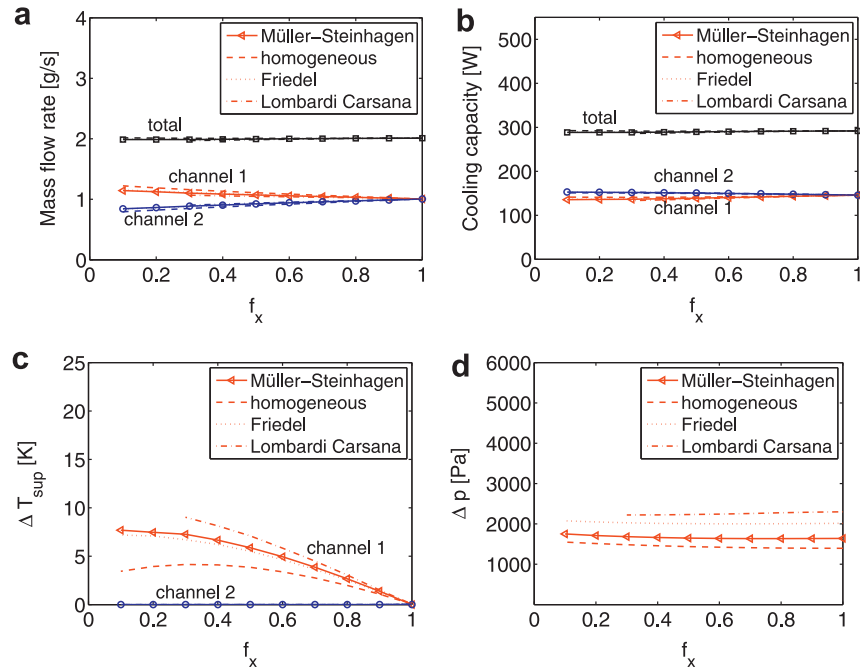 a
Mass flow rate [g/s]
4
3
2
1
0
Müller−Steinhagen
homogeneous
Friedel
Lombardi Carsana
total
channel 1
channel 2
0
0.2
0.4
0.6
0.8
1
f_x
b
Cooling capacity [W]
500
400
300
200
100
0
Müller−Steinhagen
homogeneous
Friedel
Lombardi Carsana
total
channel 2
channel 1
0
0.2
0.4
0.6
0.8
1
f_x
c
Δ T_sup [K]
25
20
15
10
5
0
Müller−Steinhagen
homogeneous
Friedel
Lombardi Carsana
channel 1
channel 2
0
0.2
0.4
0.6
0.8
1
f_x
d
Δ p [Pa]
6000
5000
4000
3000
2000
1000
Müller−Steinhagen
homogeneous
Friedel
Lombardi Carsana
0
0.2
0.4
0.6
0.8
1
f_x